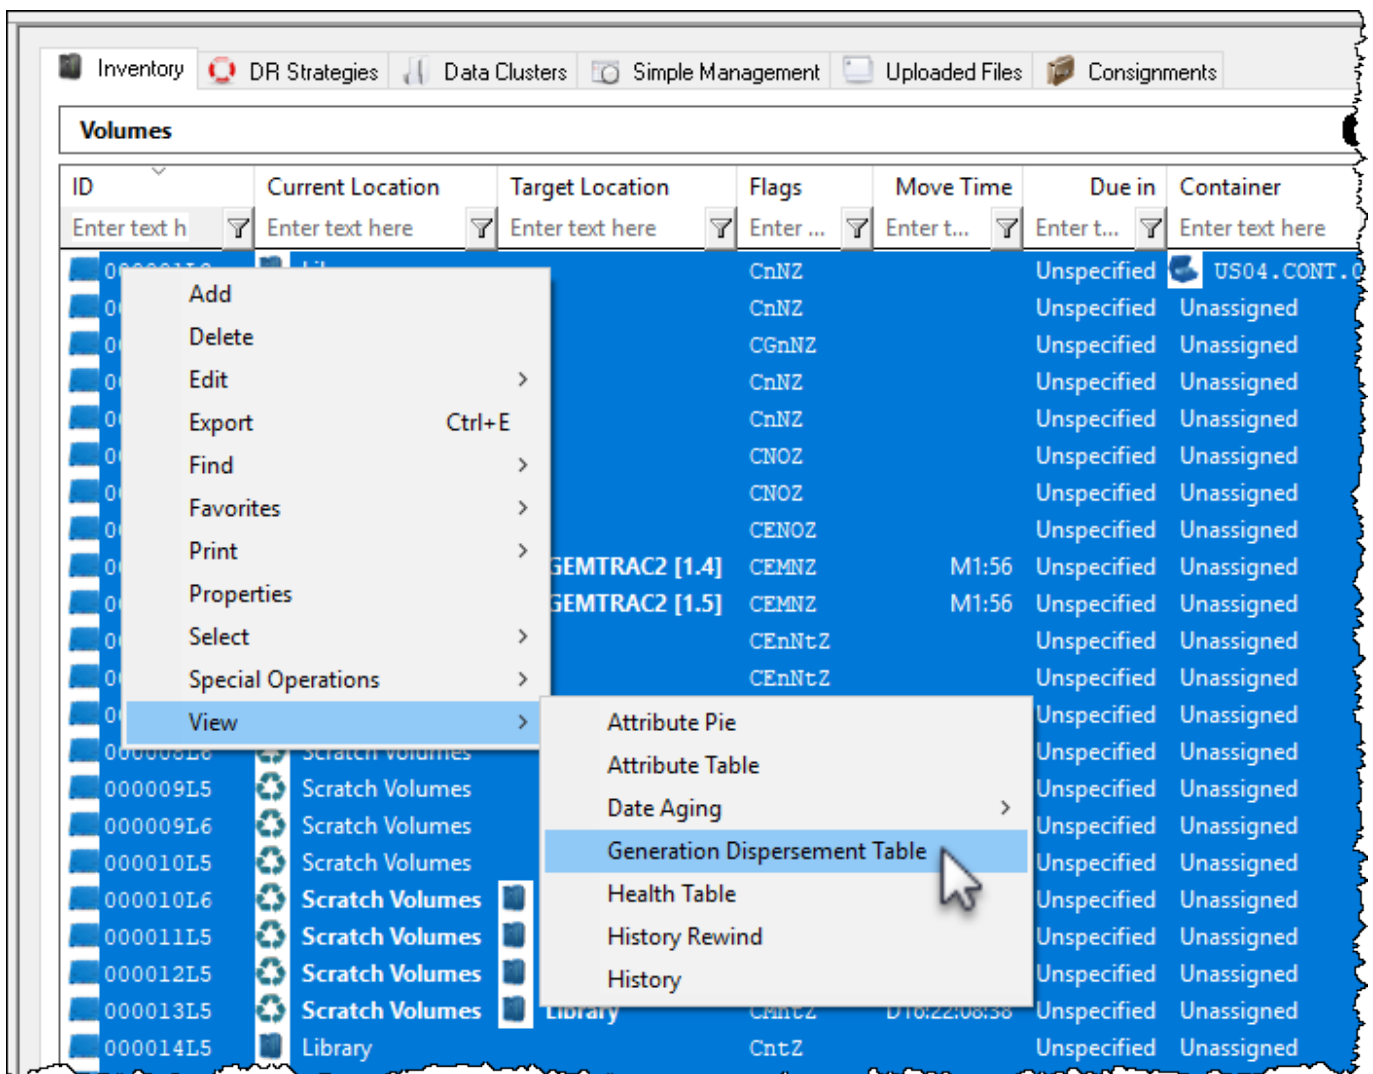 Inventory DR Strategies Data Clusters Simple Management Uploaded Files Consignments
Volumes
ID Current Location Target Location Flags Move Time Due in Container
Enter text h Enter text here Enter text here Enter ... Enter t... Enter t... Enter text here
CnNZ Unspecified US04.CONT.
Add
CnNZ Unspecified Unassigned
Delete
CGnNZ Unspecified Unassigned
Edit
CnNZ Unspecified Unassigned
Export Ctrl+E
CnNZ Unspecified Unassigned
Find
CNOZ Unspecified Unassigned
CNOZ Unspecified Unassigned
Favorites
CENOZ Unspecified Unassigned
Print
GEMTRAC2 [1.4] CEMNZ M1:56 Unspecified Unassigned
Properties
GEMTRAC2 [1.5] CEMNZ M1:56 Unspecified Unassigned
Select
CEnNtZ Unspecified Unassigned
Special Operations
CEnNtZ Unspecified Unassigned
View
Unspecified Unassigned
Attribute Pie
Scratch Volumes Unspecified Unassigned
Attribute Table
000009L5 Scratch Volumes Unspecified Unassigned
Date Aging
000009L6 Scratch Volumes Unspecified Unassigned
Generation Dispersement Table
000010L5 Scratch Volumes Unspecified Unassigned
Health Table
000010L6 Scratch Volumes Unspecified Unassigned
History Rewind
000011L5 Scratch Volumes Unspecified Unassigned
History
000012L5 Scratch Volumes Unspecified Unassigned
000013L5 Scratch Volumes Library CMntZ D16:22:08:38 Unspecified Unassigned
000014L5 Library CntZ Unspecified Unassigned